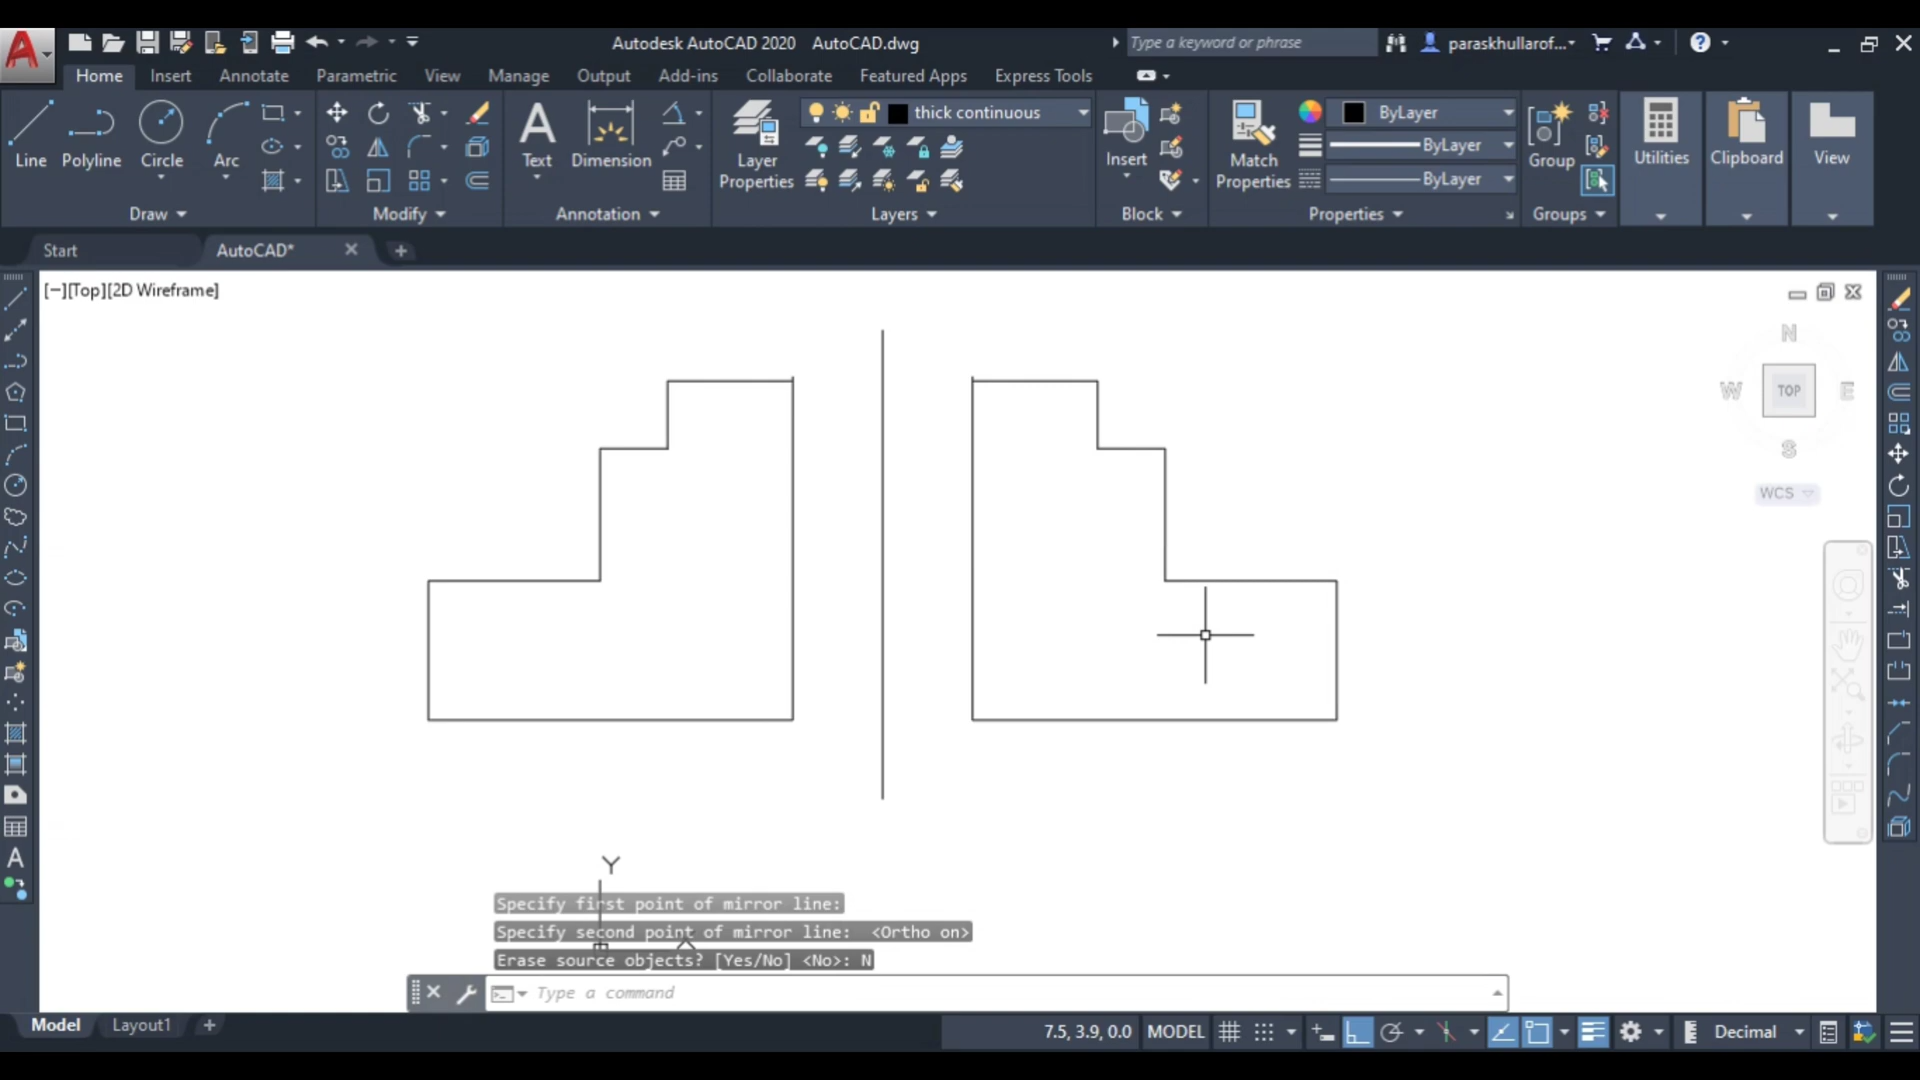 Autodesk AutoCAD 2020 AutoCAD.dwg Type a keyword or phrase paraskhullarof...
Home Insert Annotate Parametric View Manage Output Add-ins Collaborate Featured Apps Express Tools
thick continuous
ByLayer
ByLayer
ByLayer
Line Polyline Circle Arc
Text Dimension
Layer Properties
Insert
Match Properties
Group
Utilities Clipboard View
Draw Modify Annotation Layers Block Properties Groups
Start AutoCAD*
[−][Top][2D Wireframe]
N
W TOP E
S
WCS
Y
Specify first point of mirror line:
Specify second point of mirror line: <Ortho on>
Erase source objects? [Yes/No] <No>: N
Type a command
Model Layout1
7.5, 3.9, 0.0 MODEL Decimal